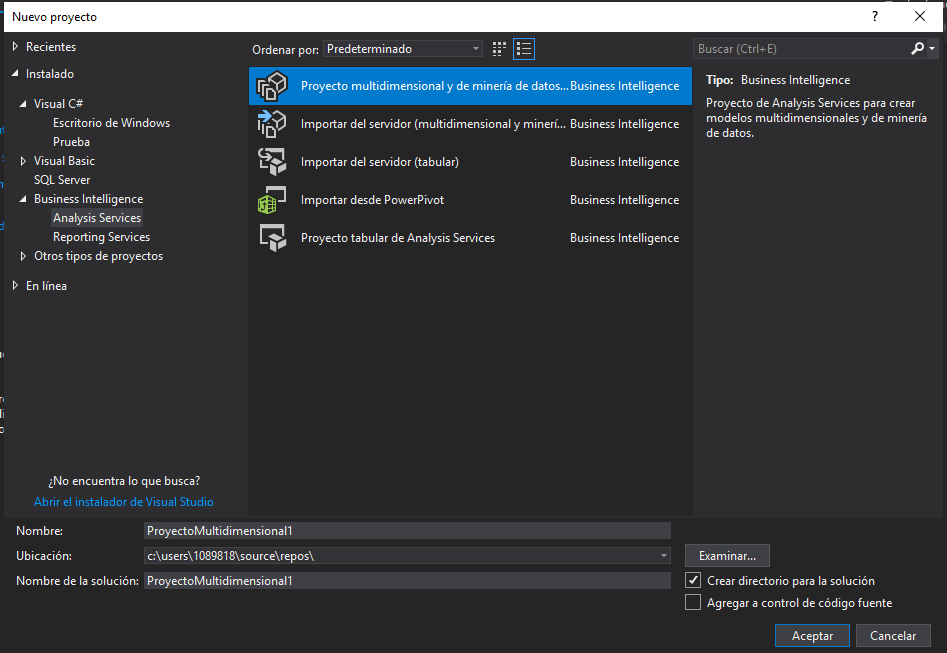 Nuevo proyecto
?
Recientes
Instalado
Visual C#
Escritorio de Windows
Prueba
Visual Basic
SQL Server
Business Intelligence
Analysis Services
Reporting Services
Otros tipos de proyectos
En línea
¿No encuentra lo que busca?
Abrir el instalador de Visual Studio
Ordenar por: Predeterminado
Proyecto multidimensional y de minería de datos... Business Intelligence
Importar del servidor (multidimensional y minerí... Business Intelligence
Importar del servidor (tabular) Business Intelligence
Importar desde PowerPivot Business Intelligence
Proyecto tabular de Analysis Services Business Intelligence
Buscar (Ctrl+E)
Tipo: Business Intelligence
Proyecto de Analysis Services para crear
modelos multidimensionales y de minería
de datos.
Nombre: ProyectoMultidimensional1
Ubicación: c:\users\1089818\source\repos\
Examinar...
Nombre de la solución: ProyectoMultidimensional1
Crear directorio para la solución
Agregar a control de código fuente
Aceptar Cancelar